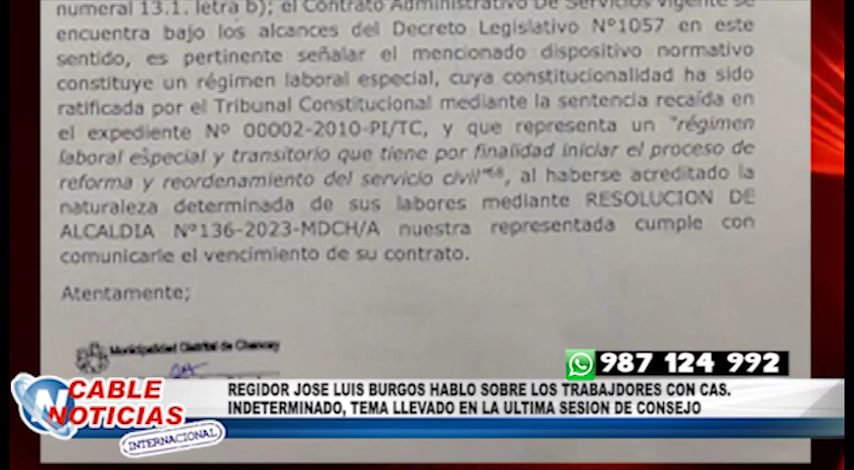 numeral 13.1. letra b); el Contrato Administrativo De Servicios vigente se
encuentra bajo los alcances del Decreto Legislativo N°1057 en este
sentido, es pertinente señalar el mencionado dispositivo normativo
constituye un régimen laboral especial, cuya constitucionalidad ha sido
ratificada por el Tribunal Constitucional mediante la sentencia recaída en
el expediente Nº 00002-2010-PI/TC, y que representa un "régimen
laboral especial y transitorio que tiene por finalidad iniciar el proceso de
reforma y reordenamiento del servicio civil", al haberse acreditado la
naturaleza determinada de sus labores mediante RESOLUCION DE
ALCALDIA N°136-2023-MDCH/A nuestra representada cumple con
comunicarle el vencimiento de su contrato.
Atentamente;
Municipalidad Distrital de Chancay
987 124 992
CABLE
NOTICIAS
INTERNACIONAL
REGIDOR JOSE LUIS BURGOS HABLO SOBRE LOS TRABAJDORES CON CAS.
INDETERMINADO, TEMA LLEVADO EN LA ULTIMA SESION DE CONSEJO